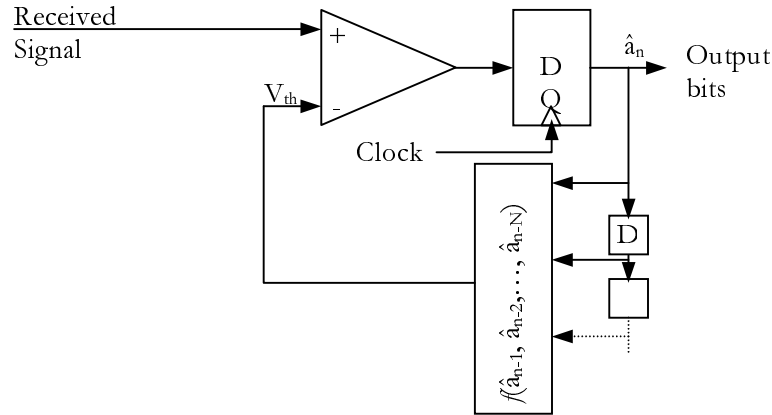 Received
Signal
+
-
V_th
D
Q
â_n
Output
bits
Clock
D
f(â_n-1, â_n-2,..., â_n-N)